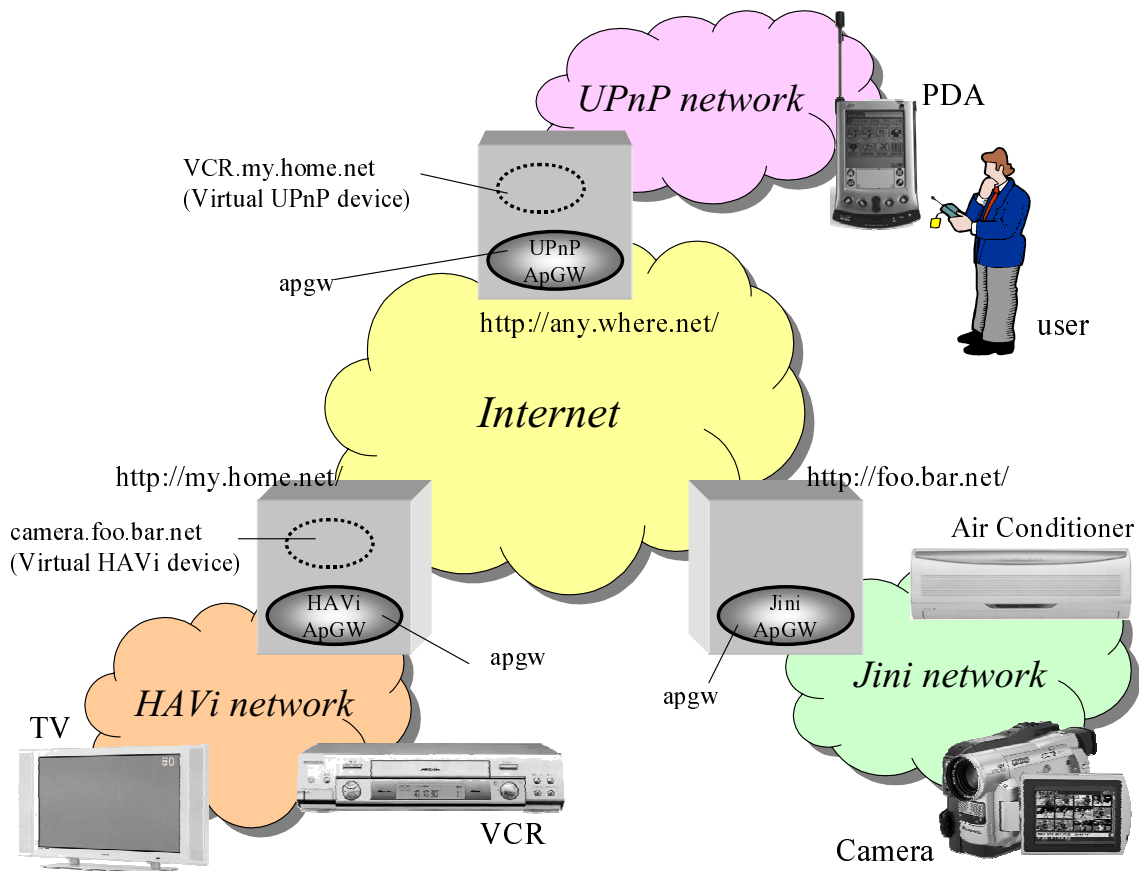 UPnP network
PDA
VCR.my.home.net
(Virtual UPnP device)
UPnP
ApGW
apgw
http://any.where.net/
user
Internet
http://my.home.net/
http://foo.bar.net/
camera.foo.bar.net
(Virtual HAVi device)
Air Conditioner
HAVi
ApGW
Jini
ApGW
apgw
apgw
HAVi network
Jini network
TV
VCR
Camera